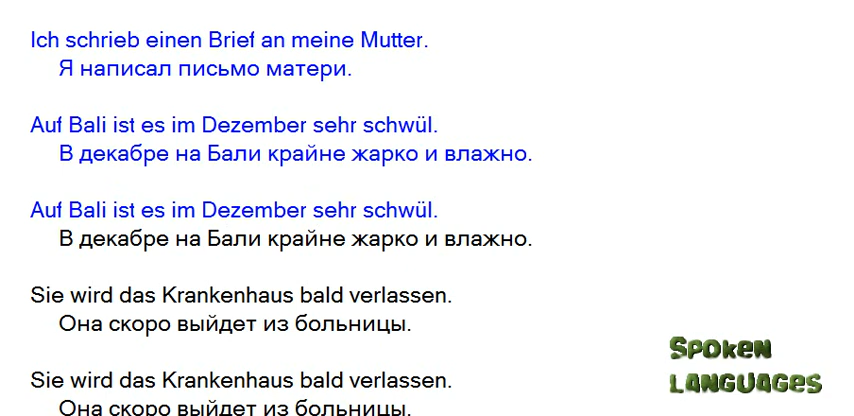 Ich schrieb einen Brief an meine Mutter.
Я написал письмо матери.
Auf Bali ist es im Dezember sehr schwül.
В декабре на Бали крайне жарко и влажно.
Auf Bali ist es im Dezember sehr schwül.
В декабре на Бали крайне жарко и влажно.
Sie wird das Krankenhaus bald verlassen.
Она скоро выйдет из больницы.
Sie wird das Krankenhaus bald verlassen.
Она скоро выйдет из больницы.
Spoken
Languages